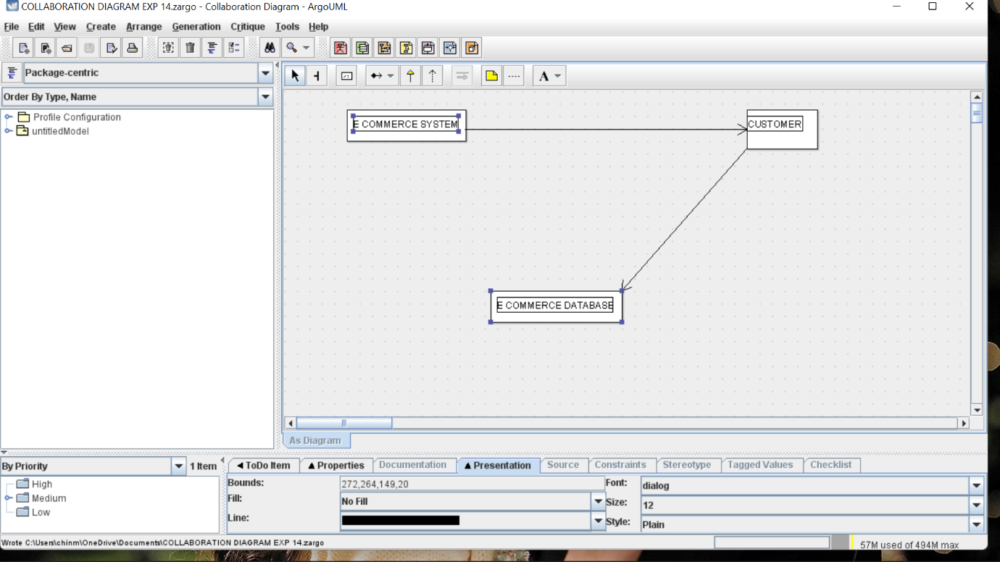 COLLABORATION DIAGRAM EXP 14.zargo - Collaboration Diagram - ArgoUML
File Edit View Create Arrange Generation Critique Tools Help
Package-centric
Order By Type, Name
Profile Configuration
untitledModel
A
E COMMERCE SYSTEM
CUSTOMER
E COMMERCE DATABASE
As Diagram
By Priority 1 Item
High
Medium
Low
ToDo Item Properties Documentation Presentation Source Constraints Stereotype Tagged Values Checklist
Bounds: 272,264,149,20
Fill: No Fill
Line:
Font: dialog
Size: 12
Style: Plain
Wrote C:\Users\chinm\OneDrive\Documents\COLLABORATION DIAGRAM EXP 14.zargo
57M used of 494M max